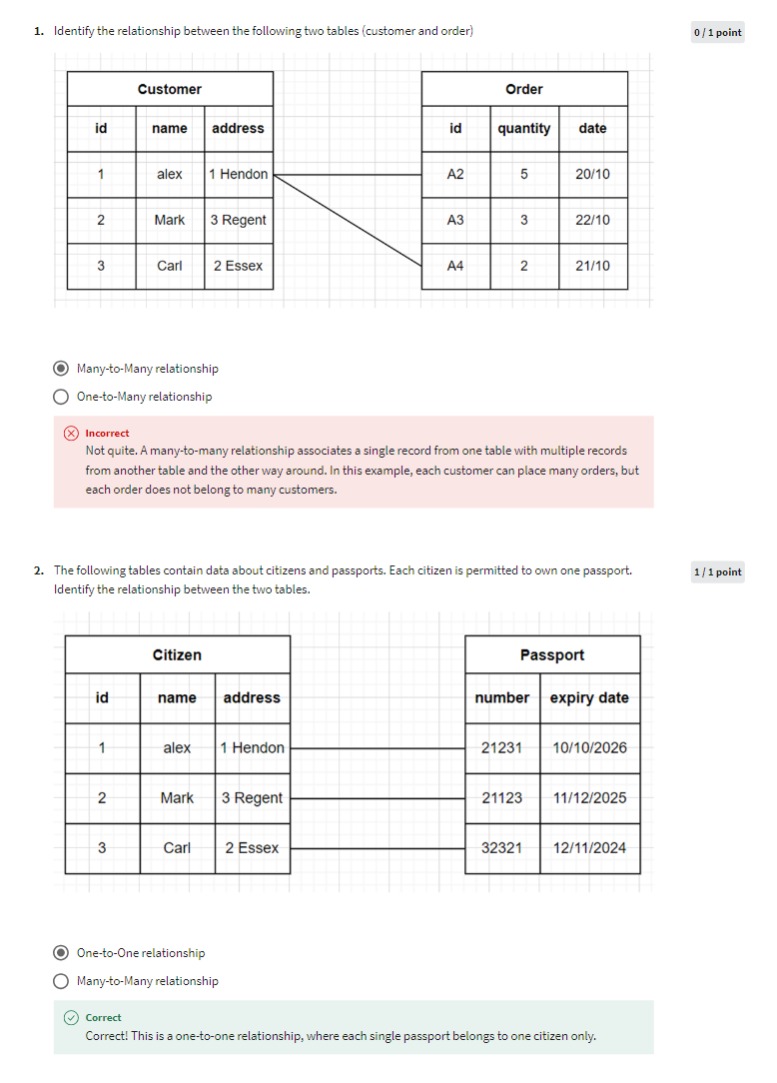 1. Identify the relationship between the following two tables (customer and order)
0 / 1 point
Customer
id name address
1 alex 1 Hendon
2 Mark 3 Regent
3 Carl 2 Essex
Order
id quantity date
A2 5 20/10
A3 3 22/10
A4 2 21/10
Many-to-Many relationship
One-to-Many relationship
Incorrect
Not quite. A many-to-many relationship associates a single record from one table with multiple records
from another table and the other way around. In this example, each customer can place many orders, but
each order does not belong to many customers.
2. The following tables contain data about citizens and passports. Each citizen is permitted to own one passport.
Identify the relationship between the two tables.
1 / 1 point
Citizen
id name address
1 alex 1 Hendon
2 Mark 3 Regent
3 Carl 2 Essex
Passport
number expiry date
21231 10/10/2026
21123 11/12/2025
32321 12/11/2024
One-to-One relationship
Many-to-Many relationship
Correct
Correct! This is a one-to-one relationship, where each single passport belongs to one citizen only.